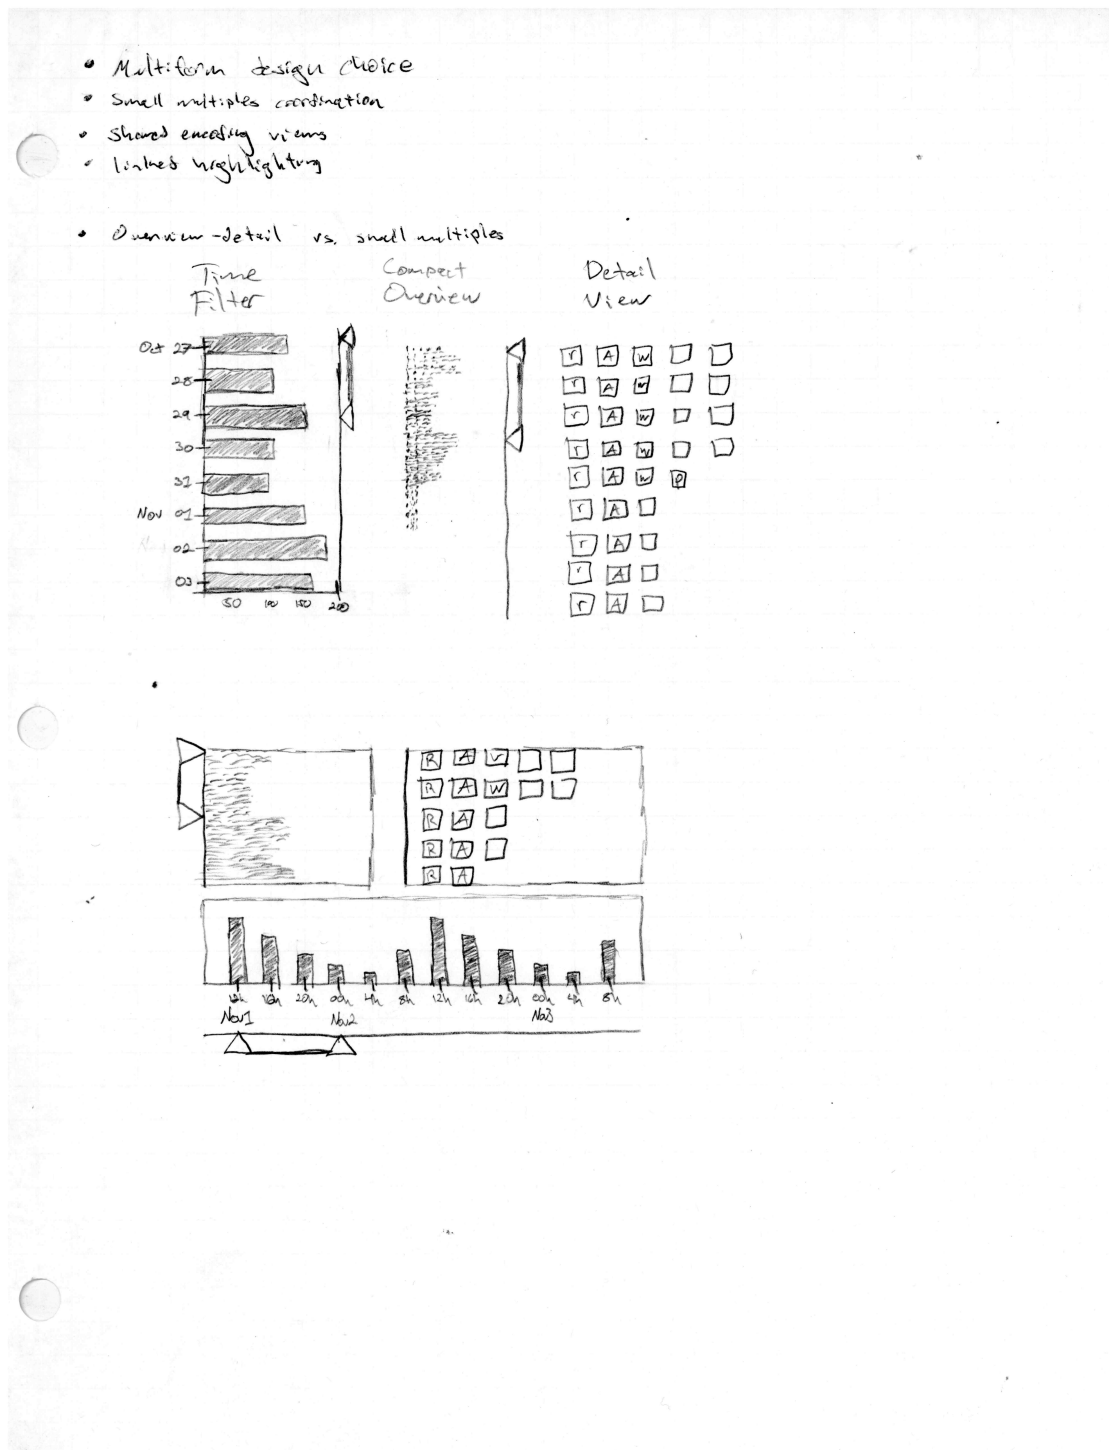 • Multiform design choice
• Small multiples coordination
• Shared encoding views
• linked highlighting
• Overview-detail vs. small multiples
Time Filter
Compact Overview
Detail View
Oct 27
28
29
30
31
Nov 01
02
03
50 100 150 200
r A W
r A W
r A W
r A W
r A W P
r A
r A
r A
r A
R A V
R A W
R A
R A
R A
12h 16h 20h 00h 4h 8h 12h 16h 20h 00h 4h 8h
Nov1 Nov2 Nov3